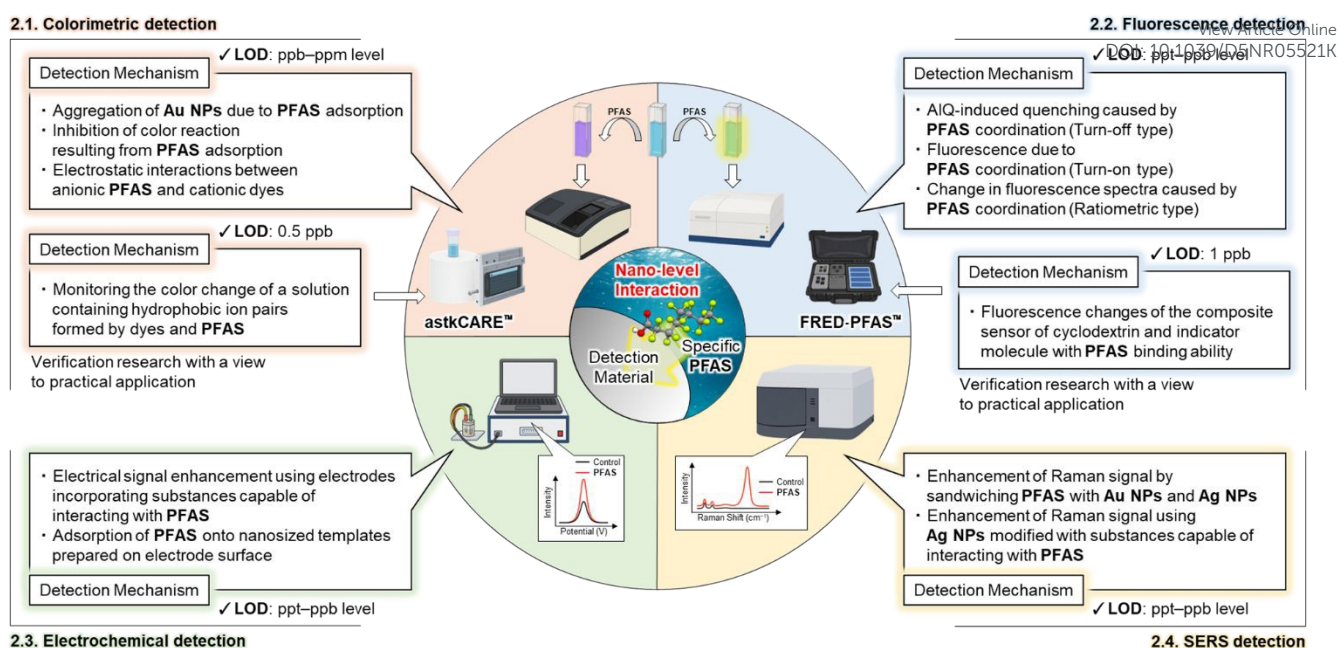 2.1. Colorimetric detection
✓ LOD: ppb–ppm level
Detection Mechanism
・Aggregation of Au NPs due to PFAS adsorption
・Inhibition of color reaction
resulting from PFAS adsorption
・Electrostatic interactions between
anionic PFAS and cationic dyes
✓ LOD: 0.5 ppb
Detection Mechanism
・Monitoring the color change of a solution
containing hydrophobic ion pairs
formed by dyes and PFAS
Verification research with a view
to practical application
2.2. Fluorescence detection
View Article Online
DOI: 10.1039/D5NR05521K
✓ LOD: ppt–ppb level
Detection Mechanism
・AIQ-induced quenching caused by
PFAS coordination (Turn-off type)
・Fluorescence due to
PFAS coordination (Turn-on type)
・Change in fluorescence spectra caused by
PFAS coordination (Ratiometric type)
✓ LOD: 1 ppb
Detection Mechanism
・Fluorescence changes of the composite
sensor of cyclodextrin and indicator
molecule with PFAS binding ability
Verification research with a view
to practical application
PFAS
PFAS
astkCARE™
FRED-PFAS™
Nano-level
Interaction
Specific
PFAS
Detection
Material
Control
PFAS
Intensity
Potential (V)
Control
PFAS
Intensity
Raman Shift (cm⁻¹)
・Electrical signal enhancement using electrodes
incorporating substances capable of
interacting with PFAS
・Adsorption of PFAS onto nanosized templates
prepared on electrode surface
Detection Mechanism
✓ LOD: ppt–ppb level
2.3. Electrochemical detection
・Enhancement of Raman signal by
sandwiching PFAS with Au NPs and Ag NPs
・Enhancement of Raman signal using
Ag NPs modified with substances capable of
interacting with PFAS
Detection Mechanism
✓ LOD: ppt–ppb level
2.4. SERS detection